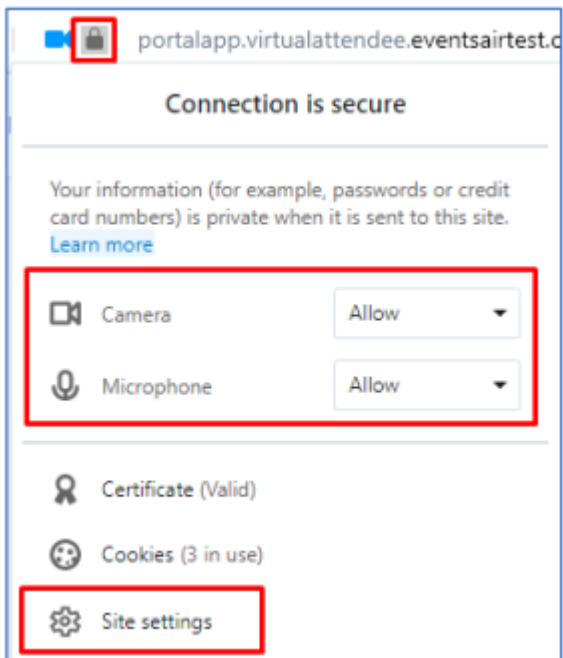 portalapp.virtualattendee.eventsairtest.c
Connection is secure
Your information (for example, passwords or credit
card numbers) is private when it is sent to this site.
Learn more
Camera Allow
Microphone Allow
Certificate (Valid)
Cookies (3 in use)
Site settings